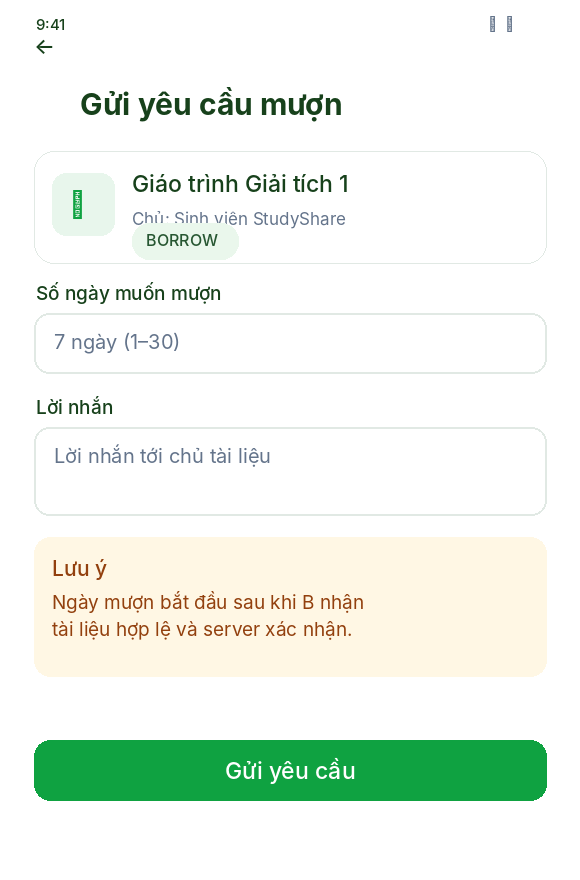 9:41
←
Gửi yêu cầu mượn
Giáo trình Giải tích 1
Chủ: Sinh viên StudyShare
BORROW
Số ngày muốn mượn
7 ngày (1–30)
Lời nhắn
Lời nhắn tới chủ tài liệu
Lưu ý
Ngày mượn bắt đầu sau khi B nhận
tài liệu hợp lệ và server xác nhận.
Gửi yêu cầu